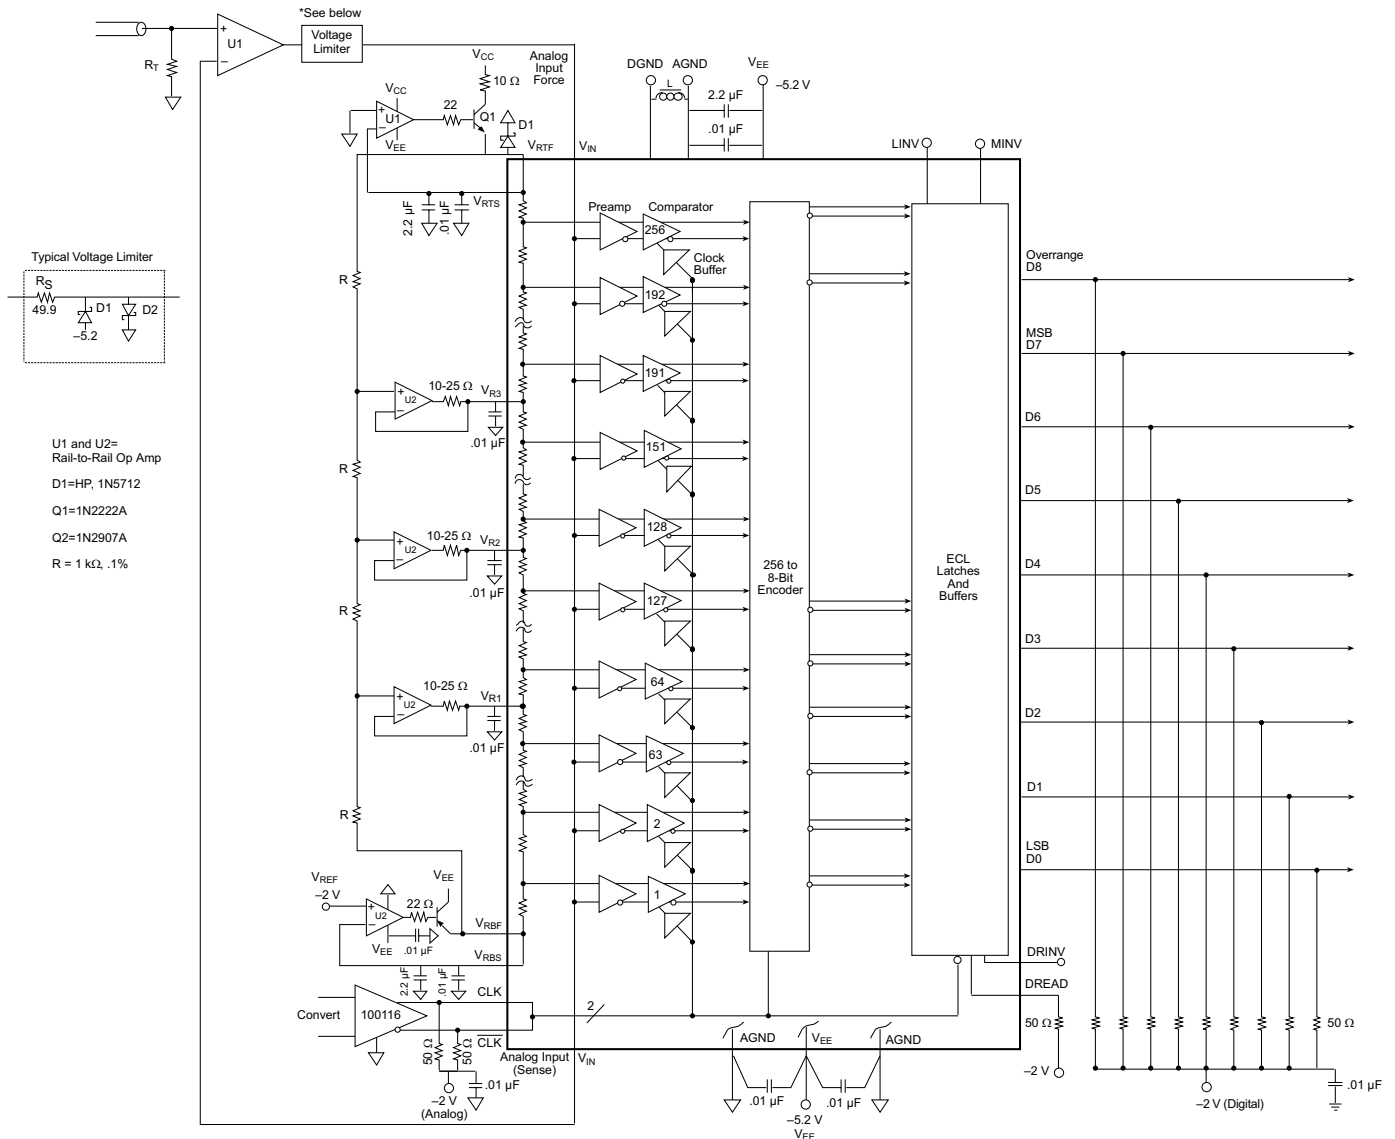 *See below
Voltage
Limiter
U1
+
–
RT
Analog
Input
Force
VCC
10 Ω
VCC
22
Q1
U1
+
–
VEE
D1
VRTF
VIN
DGND
AGND
L
VEE
–5.2 V
2.2 µF
.01 µF
LINV
MINV
2.2 µF
.01 µF
VRTS
Preamp
Comparator
256
Clock
Buffer
192
191
151
128
127
64
63
2
1
Typical Voltage Limiter
RS
49.9
D1
–5.2
D2
R
10-25 Ω
VR3
+
–
U2
.01 µF
R
10-25 Ω
VR2
+
–
U2
.01 µF
R
10-25 Ω
VR1
+
–
U2
.01 µF
R
U1 and U2=
Rail-to-Rail Op Amp
D1=HP, 1N5712
Q1=1N2222A
Q2=1N2907A
R = 1 kΩ, .1%
256 to
8-Bit
Encoder
ECL
Latches
And
Buffers
Overrange
D8
MSB
D7
D6
D5
D4
D3
D2
D1
LSB
D0
VREF
–2 V
+
–
U2
22 Ω
VEE
VEE
.01 µF
VRBF
VRBS
2.2 µF
.01 µF
CLK
Convert
100116
CLK
50 Ω
50 Ω
.01 µF
–2 V
(Analog)
2
Analog Input
(Sense)
VIN
AGND
VEE
AGND
.01 µF
.01 µF
–5.2 V
VEE
DRINV
DREAD
50 Ω
–2 V
50 Ω
–2 V (Digital)
.01 µF